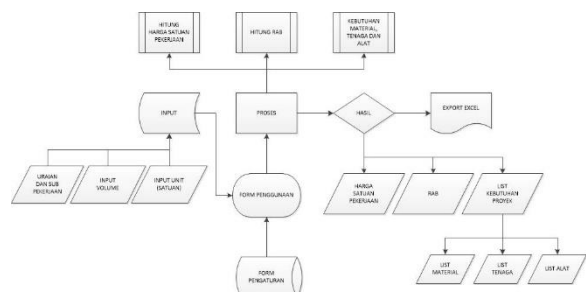 HITUNG
HARGA SATUAN
PEKERJAAN
HITUNG RAB
KEBUTUHAN
MATERIAL,
TENAGA DAN
ALAT
INPUT
PROSES
HASIL
EXPORT EXCEL
URAIAN
DAN SUB
PEKERJAAN
INPUT
VOLUME
INPUT UNIT
(SATUAN)
FORM PENGGUNAAN
HARGA
SATUAN
PEKERJAAN
RAB
LIST
KEBUTUHAN
PROYEK
FORM
PENGATURAN
LIST
MATERIAL
LIST
TENAGA
LIST ALAT